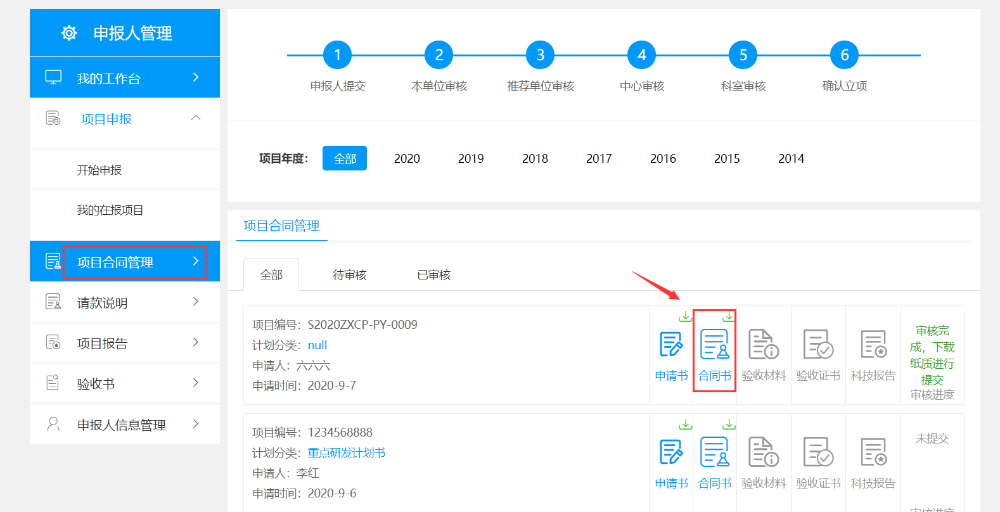 申报人管理
我的工作台
项目申报
开始申报
我的在报项目
项目合同管理
请款说明
项目报告
验收书
申报人信息管理
1 2 3 4 5 6
申报人提交 本单位审核 推荐单位审核 中心审核 科室审核 确认立项
项目年度： 全部 2020 2019 2018 2017 2016 2015 2014
项目合同管理
全部 待审核 已审核
项目编号：S2020ZXCP-PY-0009
计划分类：null
申请人：六六六
申请时间：2020-9-7
申请书 合同书 验收材料 验收证书 科技报告
审核完
成，下载
纸质进行
提交
审核进度
项目编号：1234568888
计划分类：重点研发计划书
申请人：李红
申请时间：2020-9-6
申请书 合同书 验收材料 验收证书 科技报告
未提交
审核进度